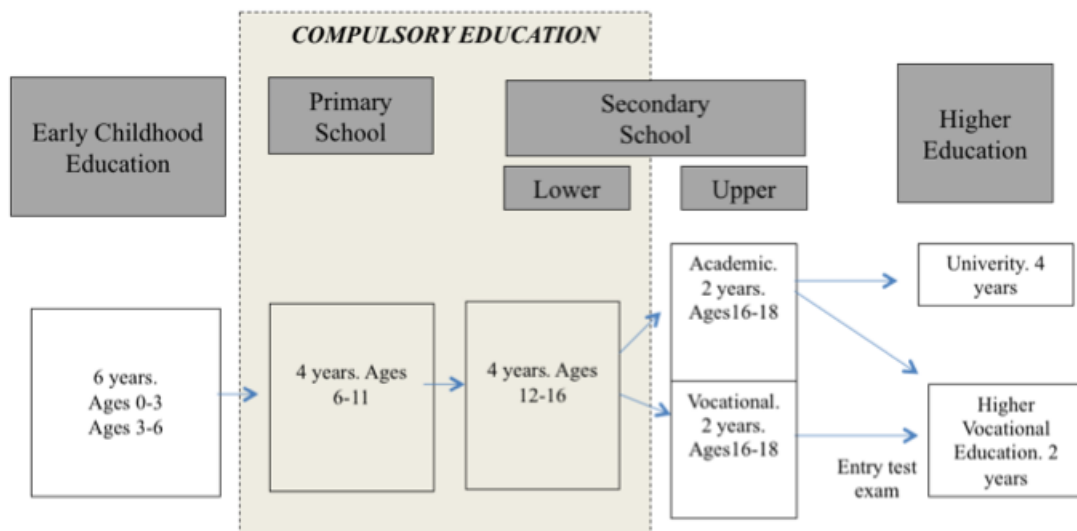 COMPULSORY EDUCATION
Early Childhood
Education
Primary
School
Secondary
School
Higher
Education
Lower
Upper
6 years.
Ages 0-3
Ages 3-6
4 years. Ages
6-11
4 years. Ages
12-16
Academic.
2 years.
Ages16-18
Vocational.
2 years.
Ages16-18
Univerity. 4
years
Entry test
exam
Higher
Vocational
Education. 2
years